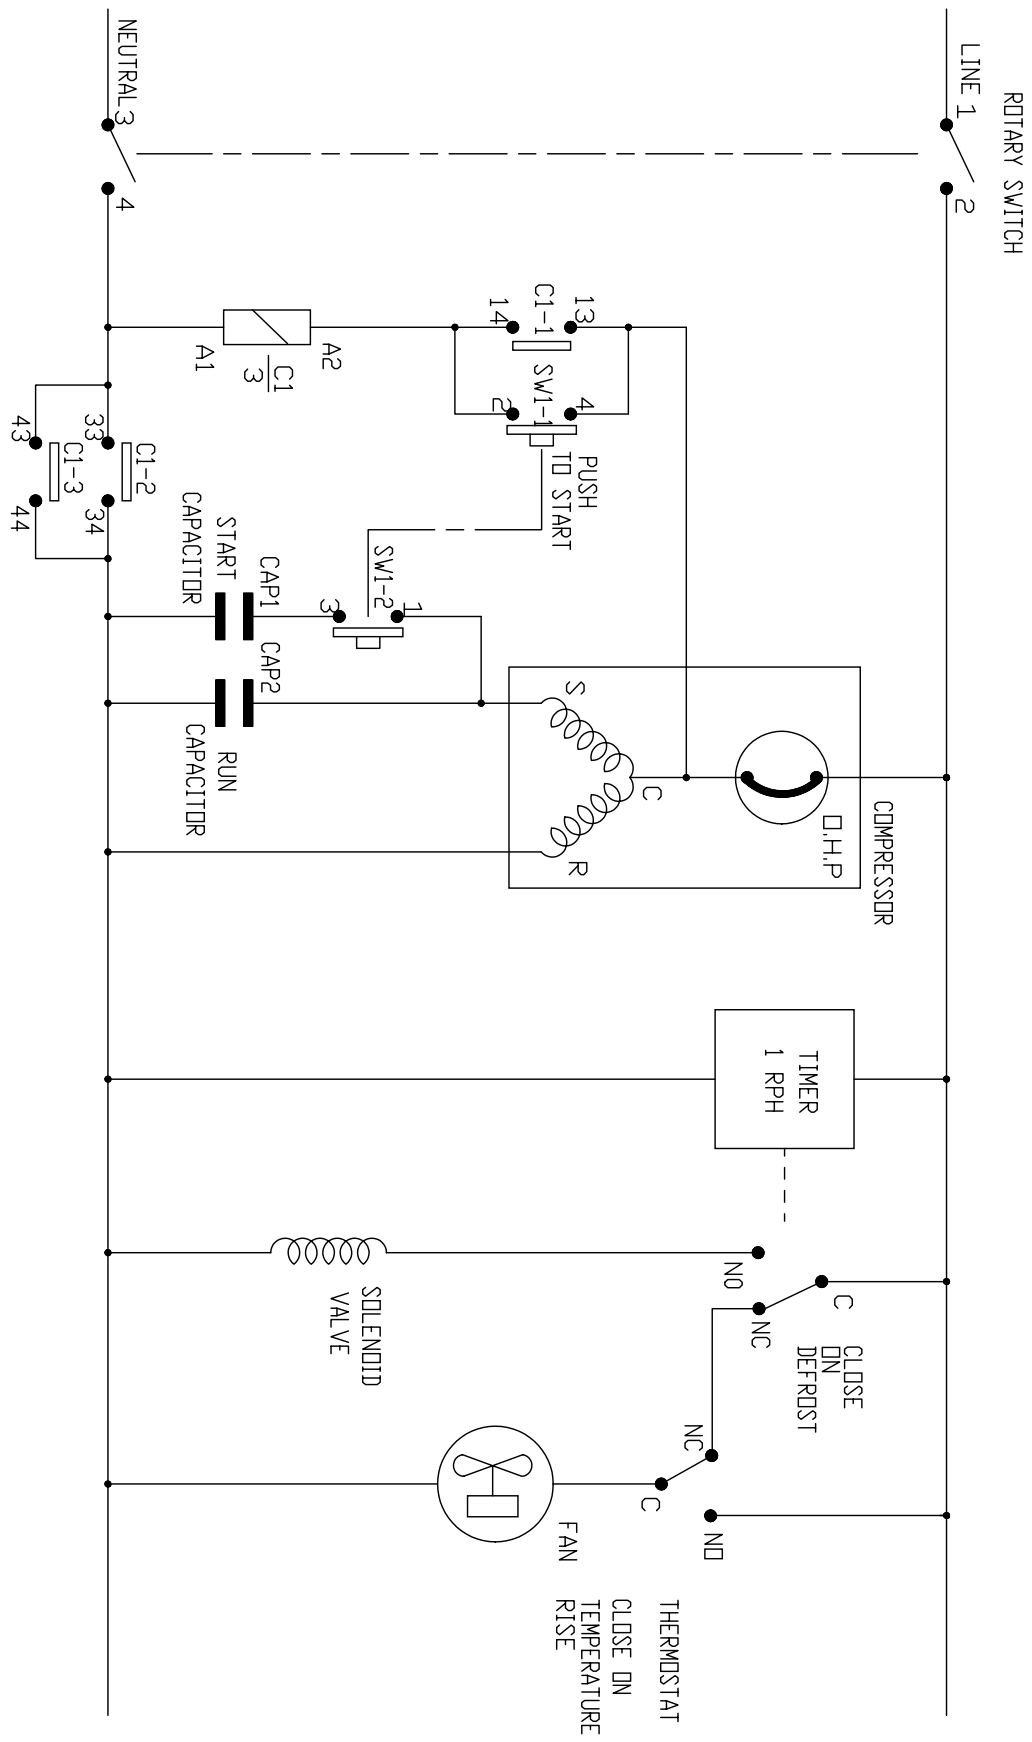 ROTARY SWITCH
LINE 1
2
NEUTRAL 3
4
13
C1-1
14
SW1-1
4
2
PUSH
TO START
A2
C1
3
A1
C1-2
33
34
C1-3
43
44
SW1-2
1
3
CAP1
START
CAPACITOR
CAP2
RUN
CAPACITOR
COMPRESSOR
O.H.P
S
C
R
TIMER
1 RPH
NO
C
NC
CLOSE
ON
DEFROST
SOLENOID
VALVE
NC
C
NO
FAN
THERMOSTAT
CLOSE ON
TEMPERATURE
RISE